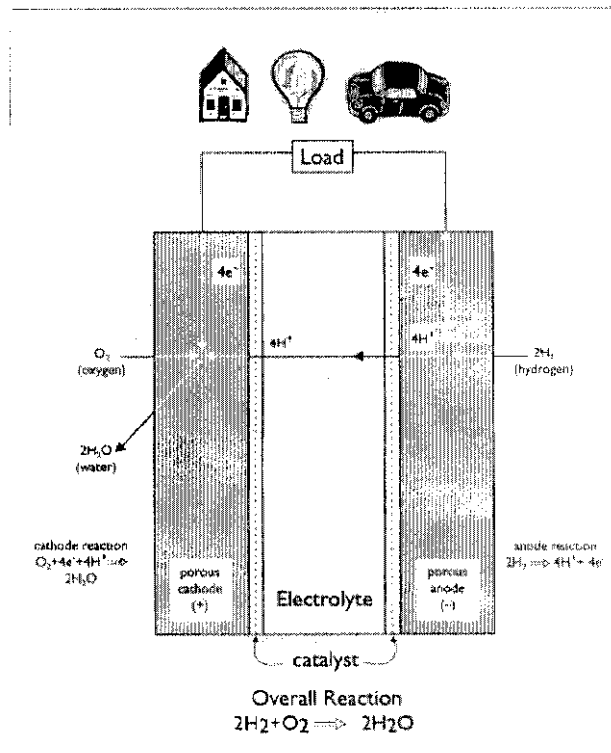 Load
4e⁻
4e⁻
4H⁺
4H⁺
O₂
(oxygen)
2H₂
(hydrogen)
2H₂O
(water)
cathode reaction
O₂+4e⁻+4H⁺⇒
2H₂O
porous
cathode
(+)
Electrolyte
porous
anode
(-)
anode reaction
2H₂⇒4H⁺+4e⁻
catalyst
Overall Reaction
2H2+O2 ⇒ 2H2O